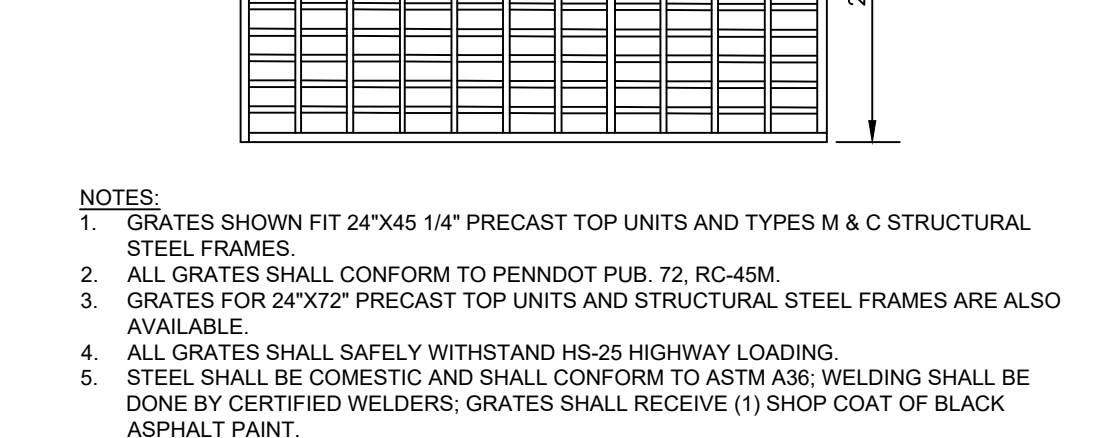 2
NOTES:
1. GRATES SHOWN FIT 24"X45 1/4" PRECAST TOP UNITS AND TYPES M & C STRUCTURAL
STEEL FRAMES.
2. ALL GRATES SHALL CONFORM TO PENNDOT PUB. 72, RC-45M.
3. GRATES FOR 24"X72" PRECAST TOP UNITS AND STRUCTURAL STEEL FRAMES ARE ALSO
AVAILABLE.
4. ALL GRATES SHALL SAFELY WITHSTAND HS-25 HIGHWAY LOADING.
5. STEEL SHALL BE COMESTIC AND SHALL CONFORM TO ASTM A36; WELDING SHALL BE
DONE BY CERTIFIED WELDERS; GRATES SHALL RECEIVE (1) SHOP COAT OF BLACK
ASPHALT PAINT.